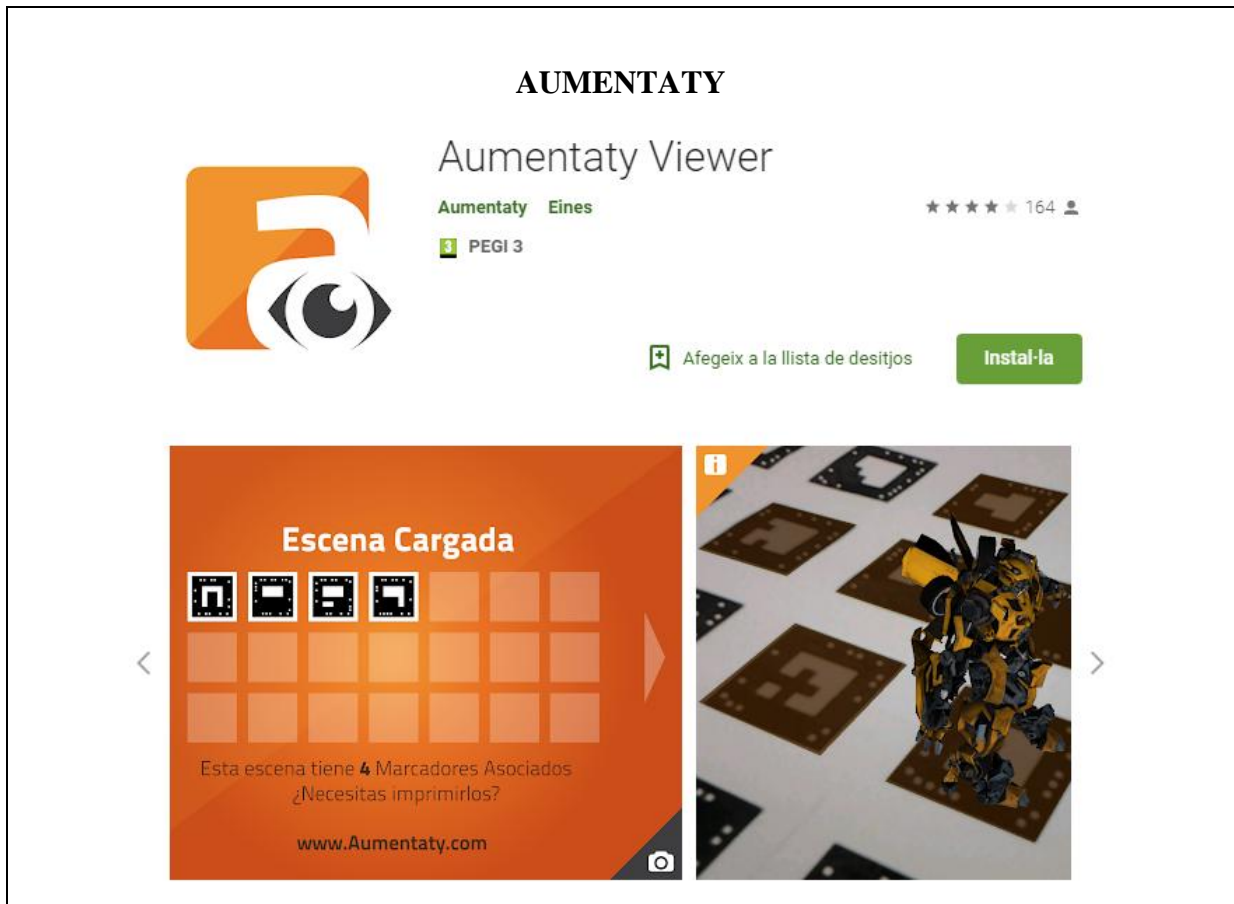 AUMENTATY
Aumentaty Viewer
Aumentaty Eines
164
3 PEGI 3
Afegeix a la llista de desitjos
Instal·la
Escena Cargada
Esta escena tiene 4 Marcadores Asociados
¿Necesitas imprimirlos?
www.Aumentaty.com
i